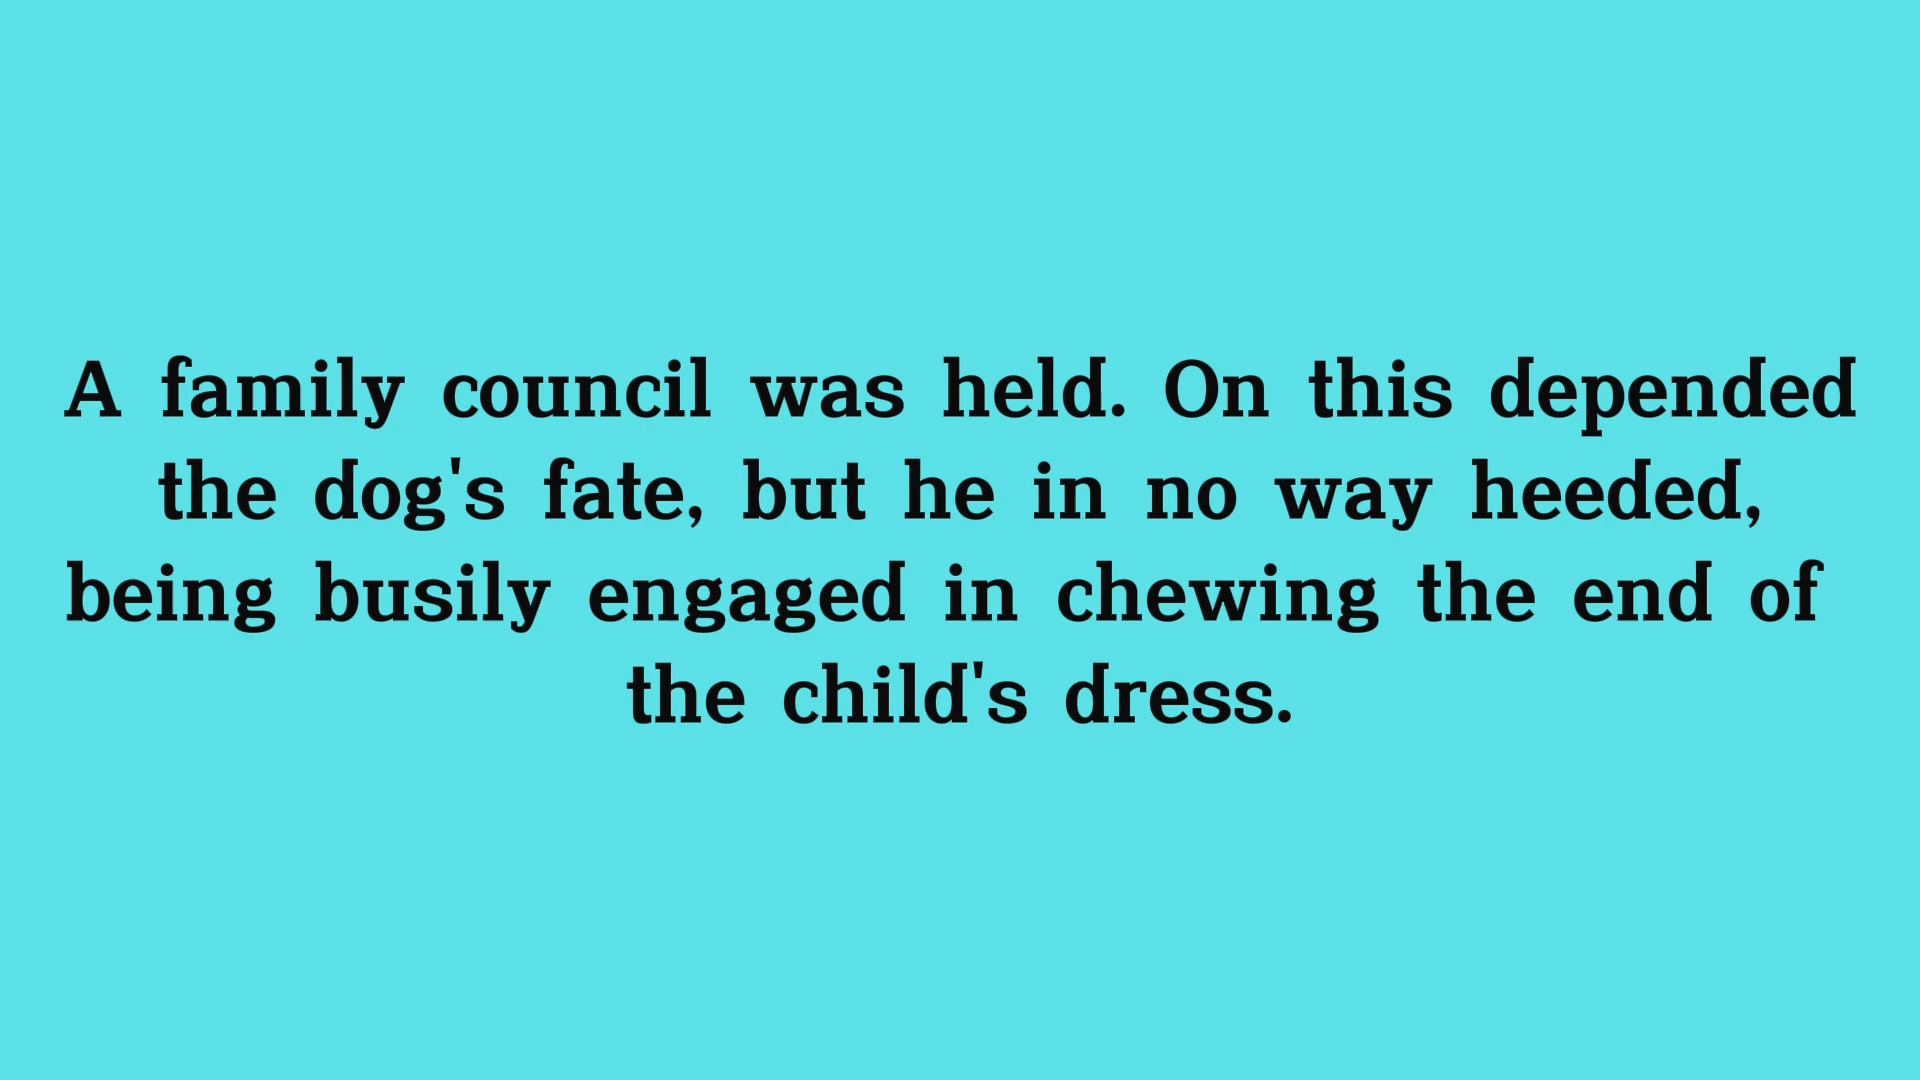 A family council was held. On this depended
the dog's fate, but he in no way heeded,
being busily engaged in chewing the end of
the child's dress.